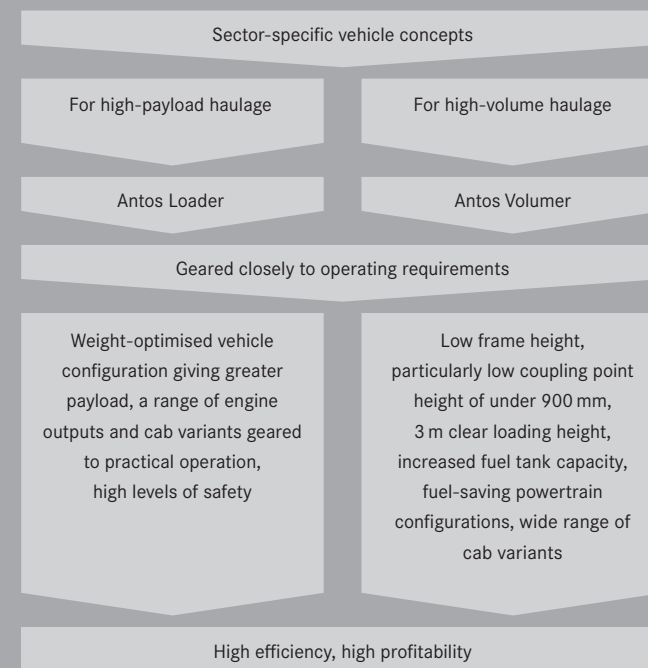 Sector-specific vehicle concepts
For high-payload haulage
For high-volume haulage
Antos Loader
Antos Volumer
Geared closely to operating requirements
Weight-optimised vehicle
configuration giving greater
payload, a range of engine
outputs and cab variants geared
to practical operation,
high levels of safety
Low frame height,
particularly low coupling point
height of under 900 mm,
3 m clear loading height,
increased fuel tank capacity,
fuel-saving powertrain
configurations, wide range of
cab variants
High efficiency, high profitability